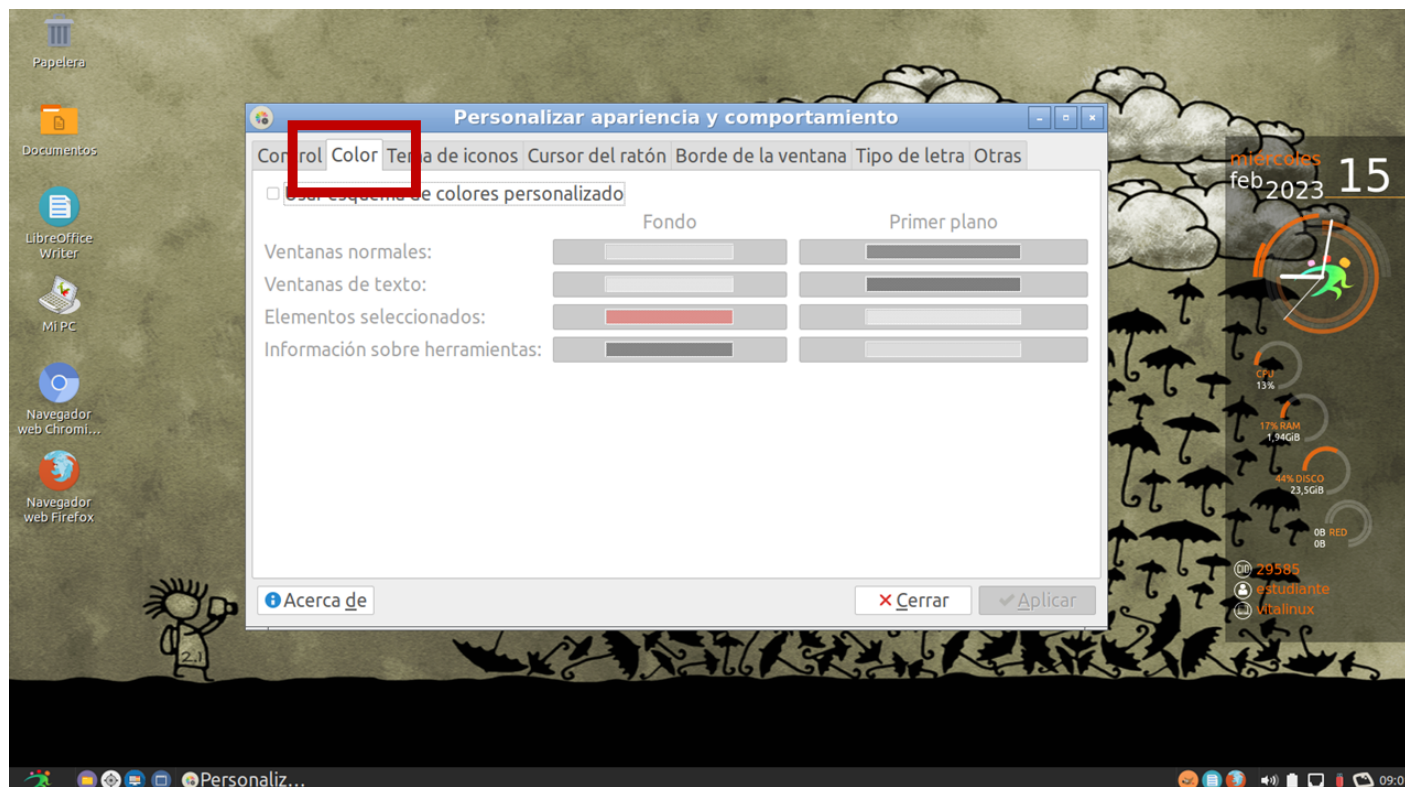 Papelera
Documentos
LibreOffice
Writer
Mi PC
Navegador
web Chromi...
Navegador
web Firefox
Personalizar apariencia y comportamiento
Control Color Tema de iconos Cursor del ratón Borde de la ventana Tipo de letra Otras
Usar esquema de colores personalizado
Fondo Primer plano
Ventanas normales:
Ventanas de texto:
Elementos seleccionados:
Información sobre herramientas:
Acerca de
Cerrar
Aplicar
miércoles
feb 2023 15
CPU
13%
17% RAM
1,94GiB
44% DISCO
23,5GiB
0B RED
0B
29585
estudiante
vitalinux
2.1
Personaliz...